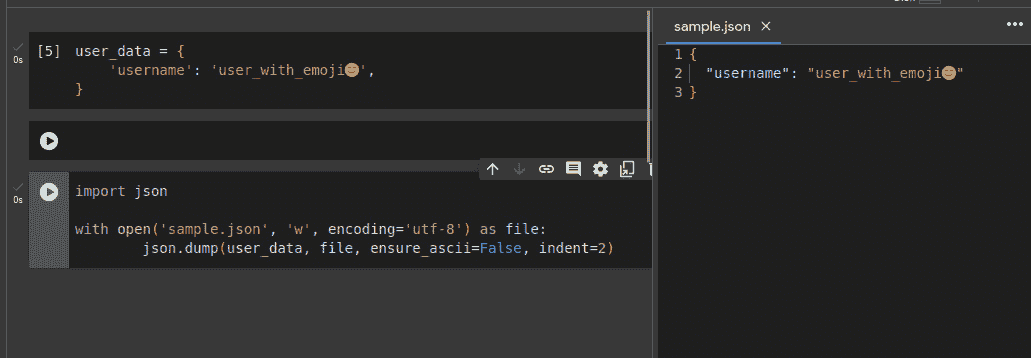 [5] user_data = {
'username': 'user_with_emoji😊',
}
0s
import json
0s
with open('sample.json', 'w', encoding='utf-8') as file:
json.dump(user_data, file, ensure_ascii=False, indent=2)
sample.json
1 {
2 "username": "user_with_emoji😊"
3 }